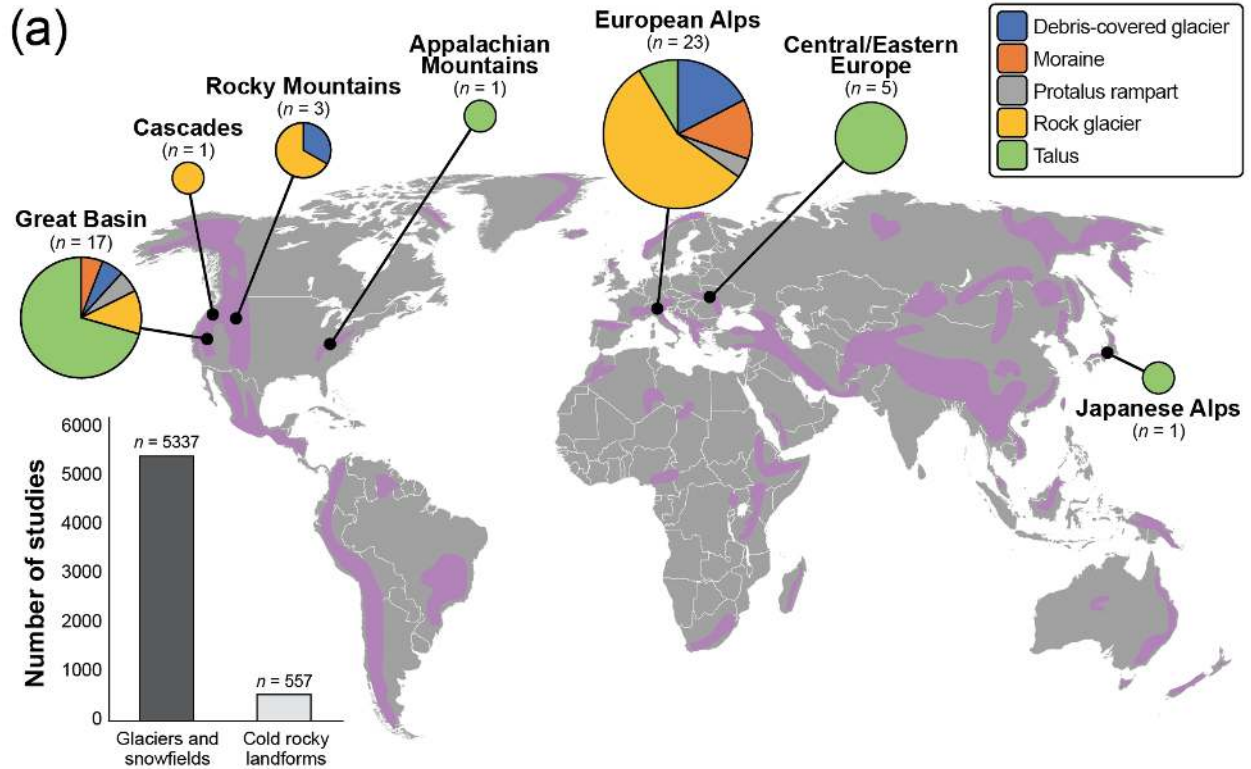 (a)
European Alps
(n = 23)
Central/Eastern
Europe
(n = 5)
Debris-covered glacier
Moraine
Protalus rampart
Rock glacier
Talus
Appalachian
Mountains
(n = 1)
Rocky Mountains
(n = 3)
Cascades
(n = 1)
Great Basin
(n = 17)
Japanese Alps
(n = 1)
Number of studies
6000
5000
4000
3000
2000
1000
0
n = 5337
n = 557
Glaciers and
snowfields
Cold rocky
landforms